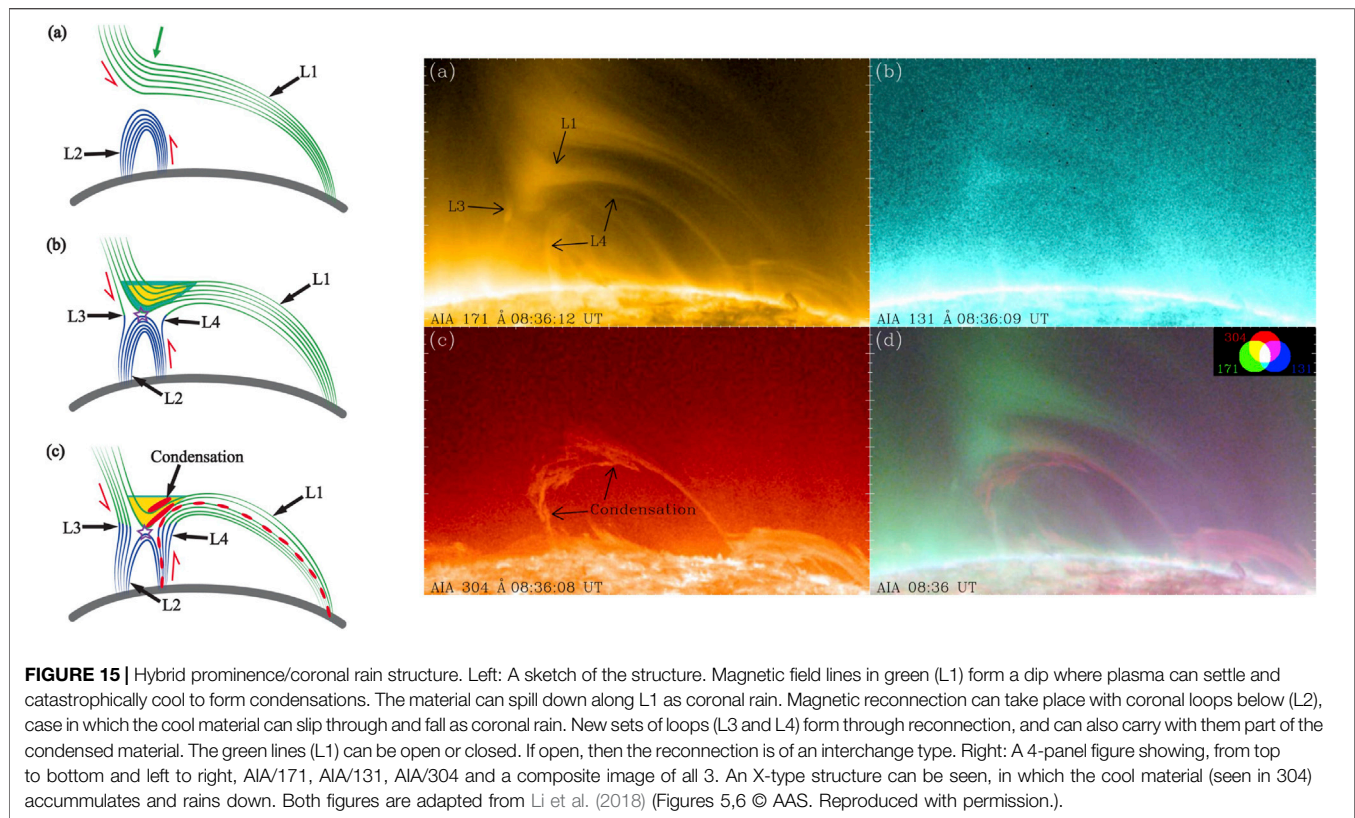 (a)
L1
L2
(b)
L1
L3
L4
L2
(c)
Condensation
L1
L3
L4
L2
(a)
L1
L3
L4
AIA 171 Å 08:36:12 UT
(b)
AIA 131 Å 08:36:09 UT
(c)
Condensation
AIA 304 Å 08:36:08 UT
(d)
304
171
131
AIA 08:36 UT
FIGURE 15 | Hybrid prominence/coronal rain structure. Left: A sketch of the structure. Magnetic field lines in green (L1) form a dip where plasma can settle and
catastrophically cool to form condensations. The material can spill down along L1 as coronal rain. Magnetic reconnection can take place with coronal loops below (L2),
case in which the cool material can slip through and fall as coronal rain. New sets of loops (L3 and L4) form through reconnection, and can also carry with them part of the
condensed material. The green lines (L1) can be open or closed. If open, then the reconnection is of an interchange type. Right: A 4-panel figure showing, from top
to bottom and left to right, AIA/171, AIA/131, AIA/304 and a composite image of all 3. An X-type structure can be seen, in which the cool material (seen in 304)
accummulates and rains down. Both figures are adapted from Li et al. (2018) (Figures 5,6 © AAS. Reproduced with permission.).